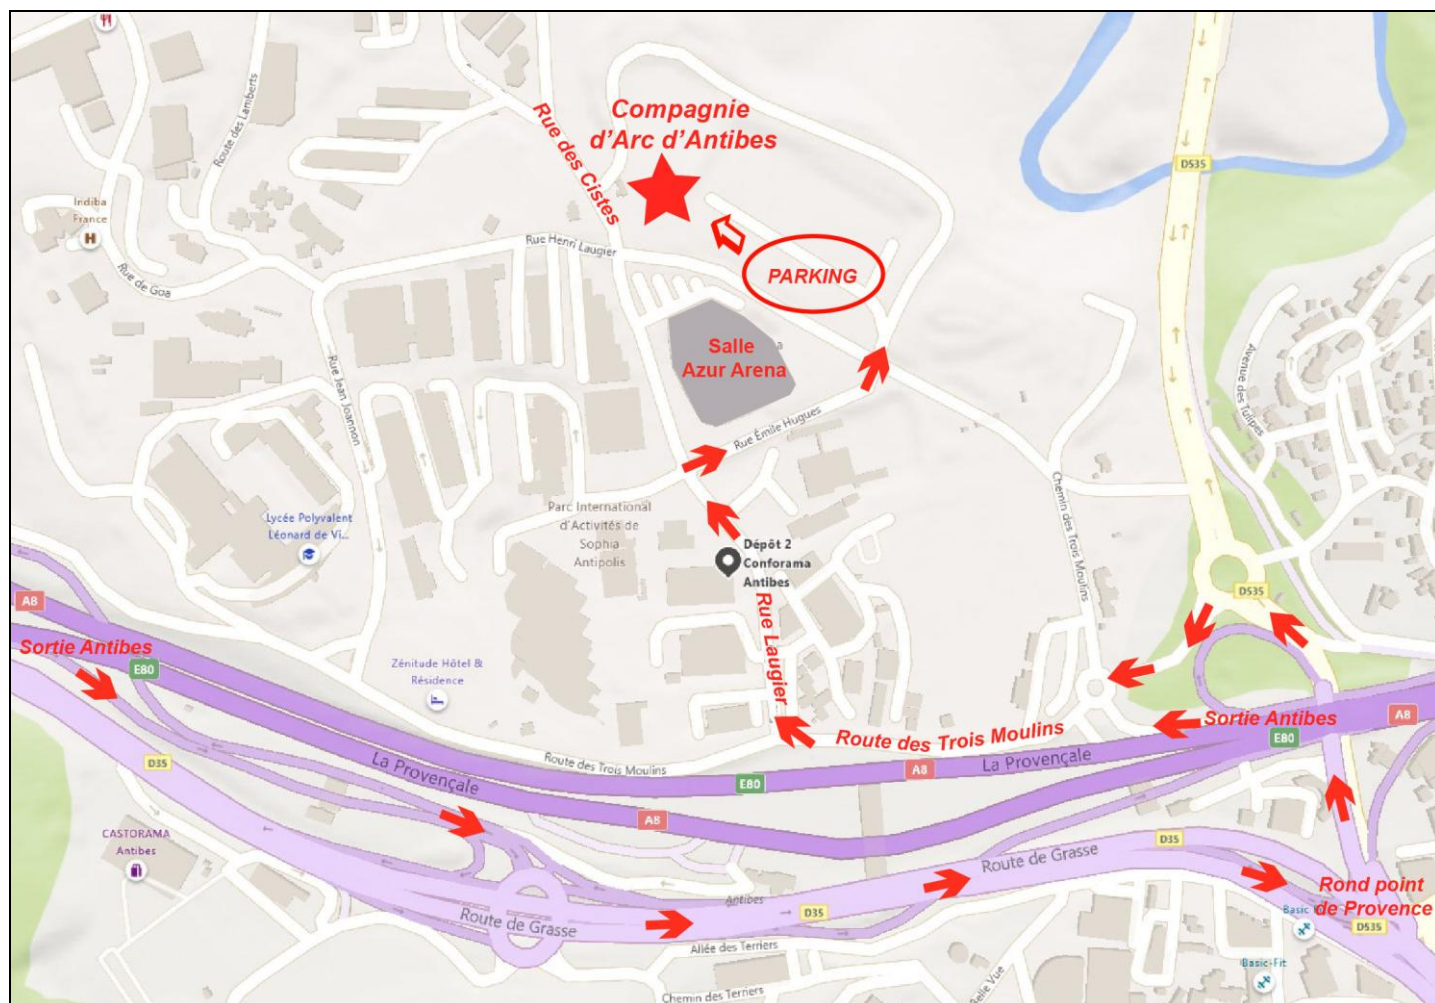 Route des Lamberts
Compagnie
d'Arc d'Antibes
Rue des Cistes
D535
Indiba
France
H
Rue Henri Laugier
Rue de Goa
PARKING
Salle
Azur Arena
a
Rue Jean Joannon
Avenue des Tulipes
Rue Émile Hugues
Chemin des Trois Moulins
Parc International
d'Activités de
Sophia
Antipolis
Lycée Polyvalent
Léonard de Vi...
Dépôt 2
Conforama
Antibes
D535
A8
Sortie Antibes
E80
Rue Laugier
Zénitude Hôtel &
Résidence
Sortie Antibes
A8
E80
Route des Trois Moulins
Route des Trois Moulins
La Provençale
A8
La Provençale
E80
D35
A8
CASTORAMA
Antibes
D35
Route de Grasse
Rond point
de Provence
Antibes
D35
Basic
D535
Route de Grasse
Allée des Terriers
Basic-Fit
Belle Vue
Chemin des Terriers